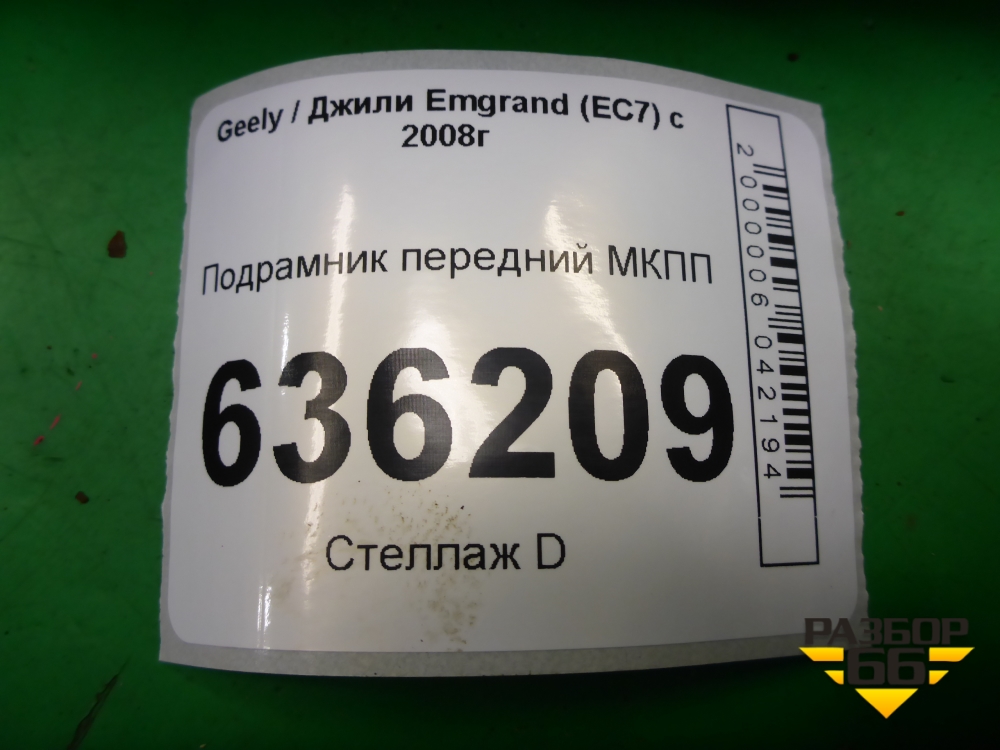 Geely / Джили Emgrand (EC7) с
2008г
Подрамник передний МКПП
636209
Стеллаж D
2000006042194
РАЗБОР
66